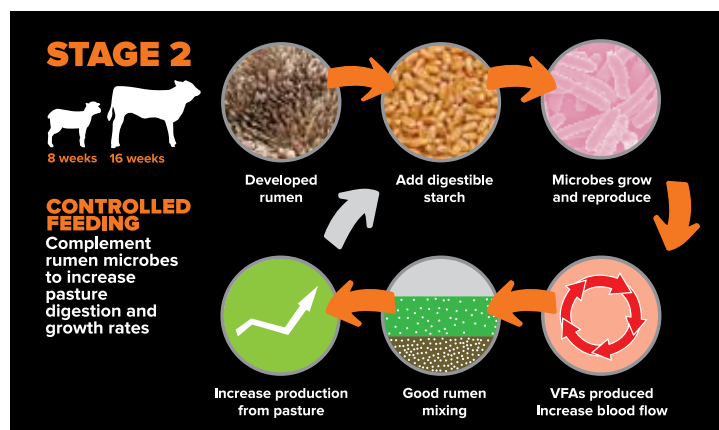 STAGE 2
8 weeks 16 weeks
CONTROLLED
FEEDING
Complement
rumen microbes
to increase
pasture
digestion and
growth rates
Developed
rumen
Add digestible
starch
Microbes grow
and reproduce
Increase production
from pasture
Good rumen
mixing
VFAs produced
Increase blood flow